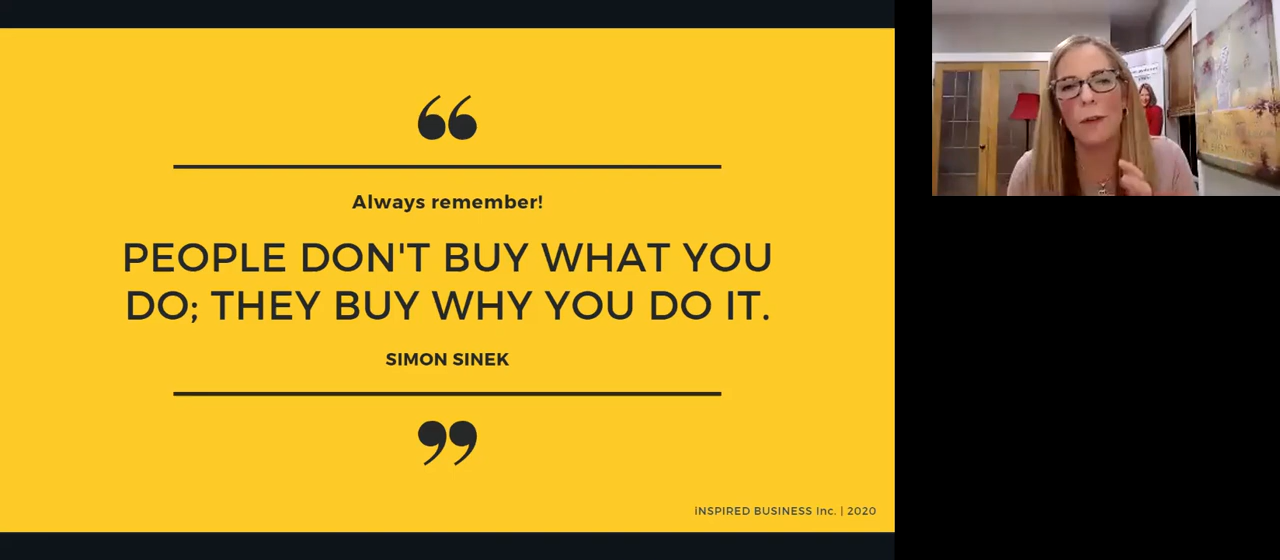 Always remember!
PEOPLE DON'T BUY WHAT YOU
DO; THEY BUY WHY YOU DO IT.
SIMON SINEK
iNSPIRED BUSINESS Inc. | 2020